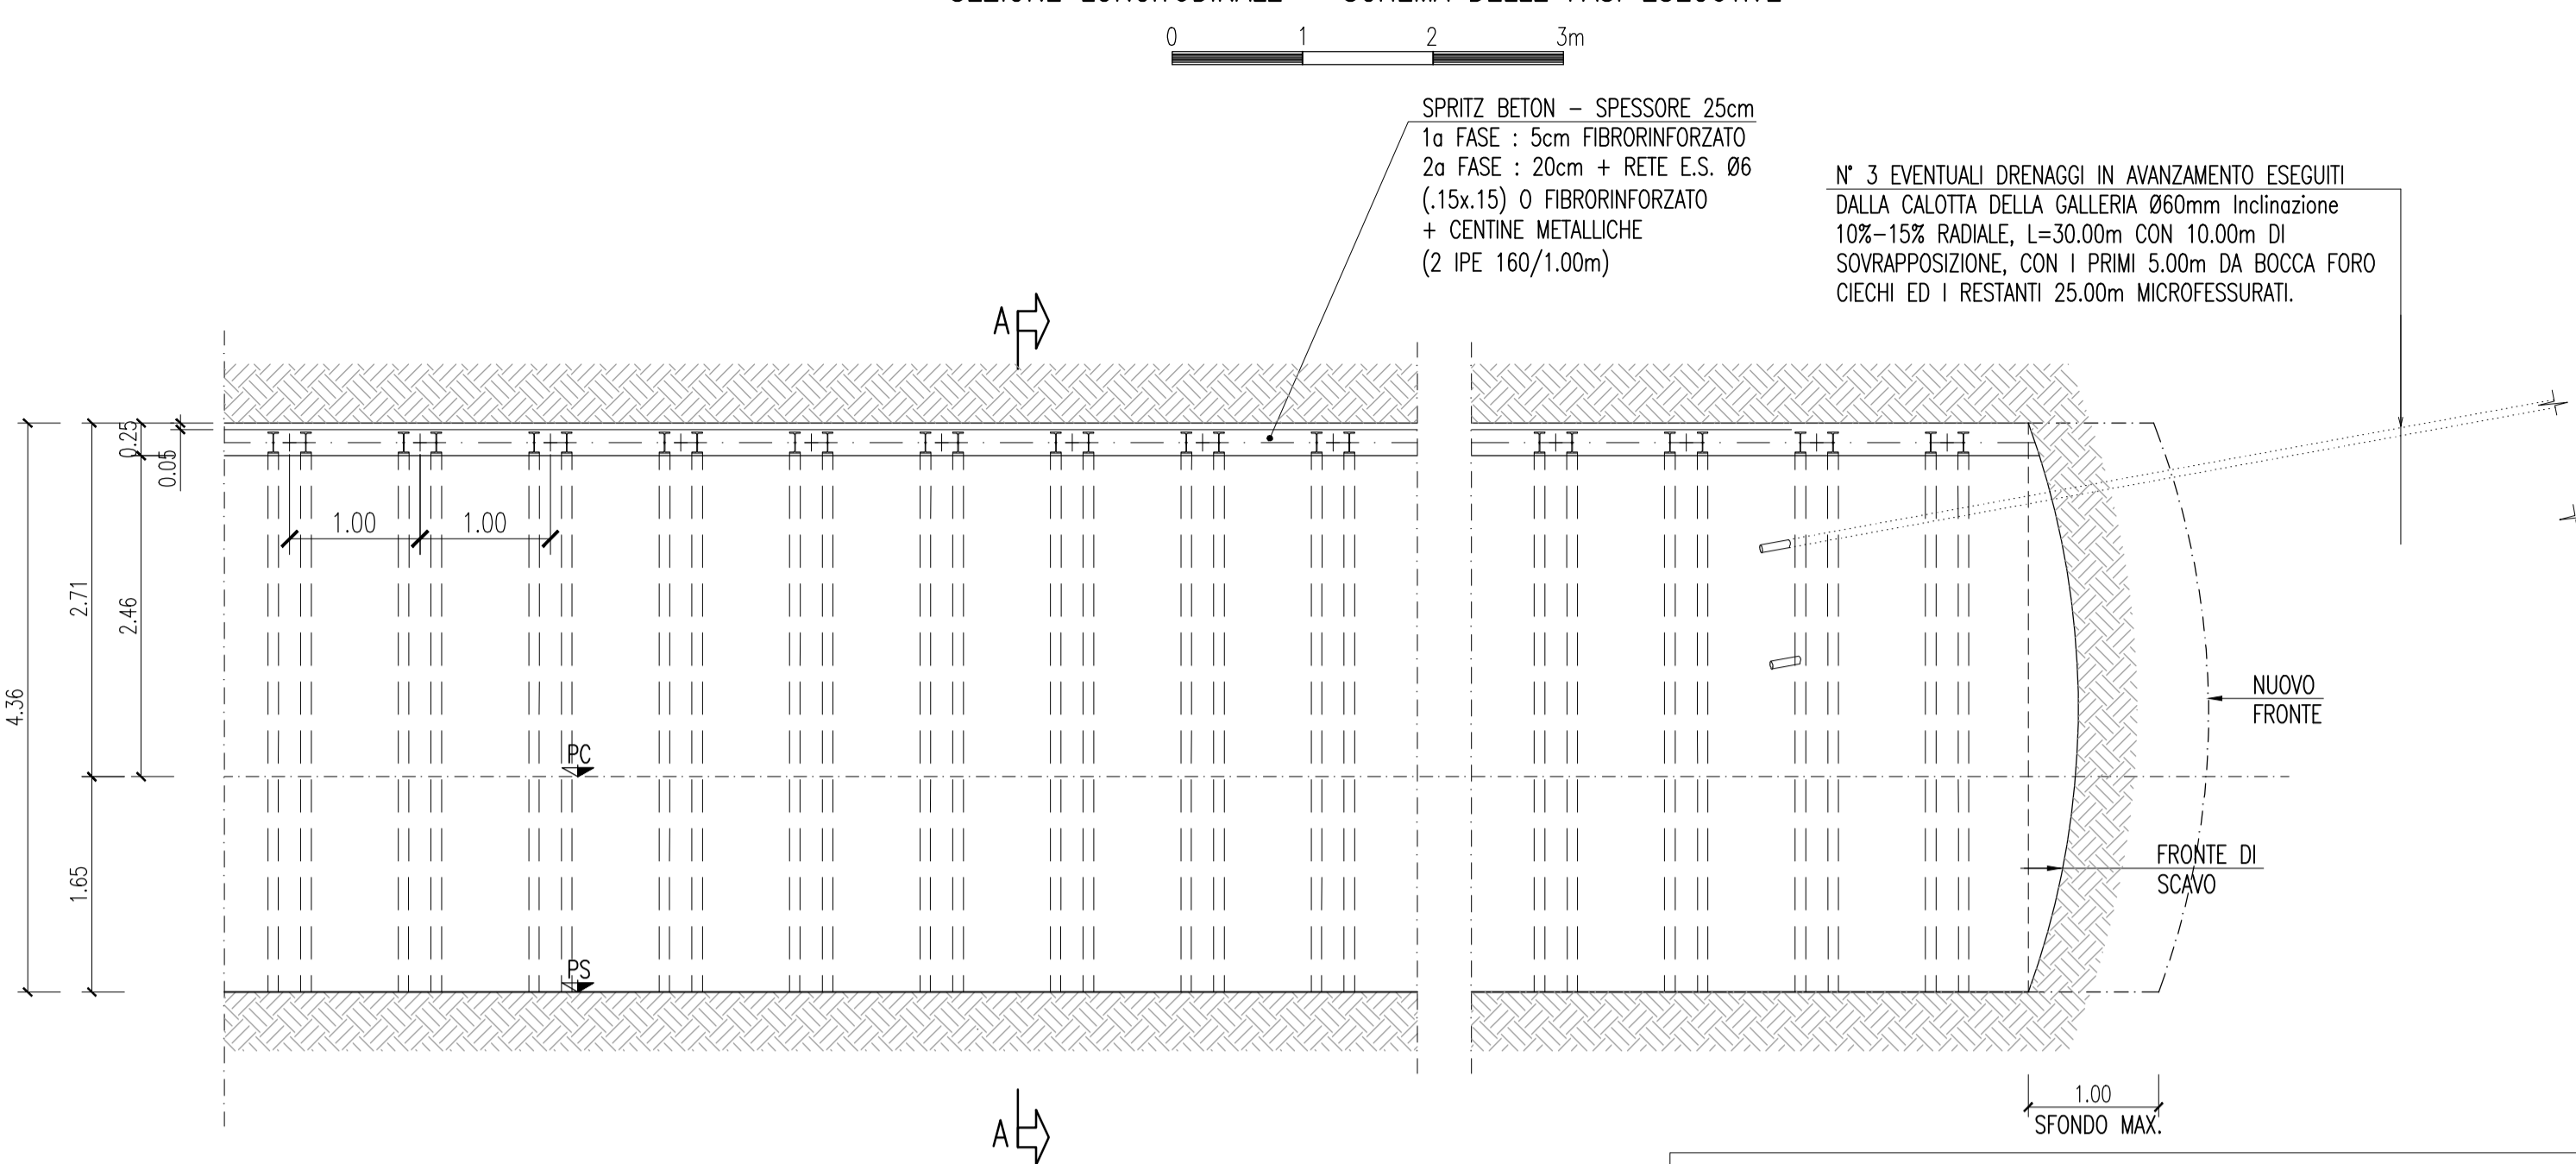 0 1 2 3m
SPRITZ BETON – SPESSORE 25cm
1a FASE : 5cm FIBRORINFORZATO
2a FASE : 20cm + RETE E.S. Ø6
(.15x.15) O FIBRORINFORZATO
+ CENTINE METALLICHE
(2 IPE 160/1.00m)
N° 3 EVENTUALI DRENAGGI IN AVANZAMENTO ESEGUITI
DALLA CALOTTA DELLA GALLERIA Ø60mm Inclinazione
10%–15% RADIALE, L=30.00m CON 10.00m DI
SOVRAPPOSIZIONE, CON I PRIMI 5.00m DA BOCCA FORO
CIECHI ED I RESTANTI 25.00m MICROFESSURATI.
A
0.25
0.05
1.00 1.00
2.71
2.46
4.36
1.65
PC
PS
NUOVO
FRONTE
FRONTE DI
SCAVO
1.00
SFONDO MAX.
A